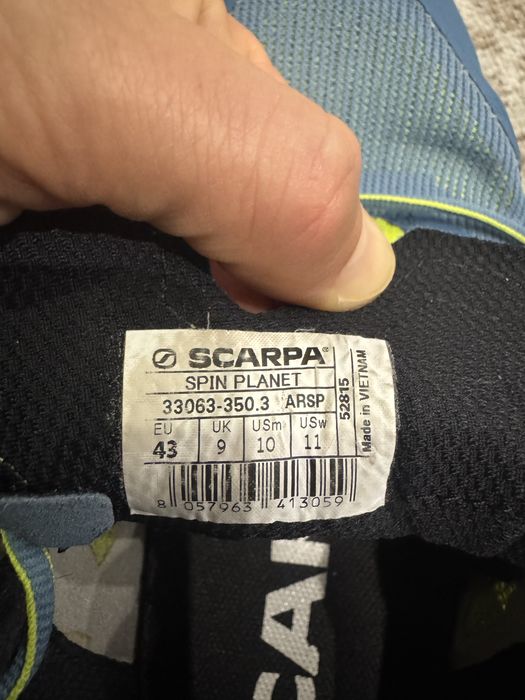 SCARPA®
SPIN PLANET
33063-350.3 ARSP
52815
Made in VIETNAM
EU UK USm USw
43 9 10 11
8 057963 413059
SCAR